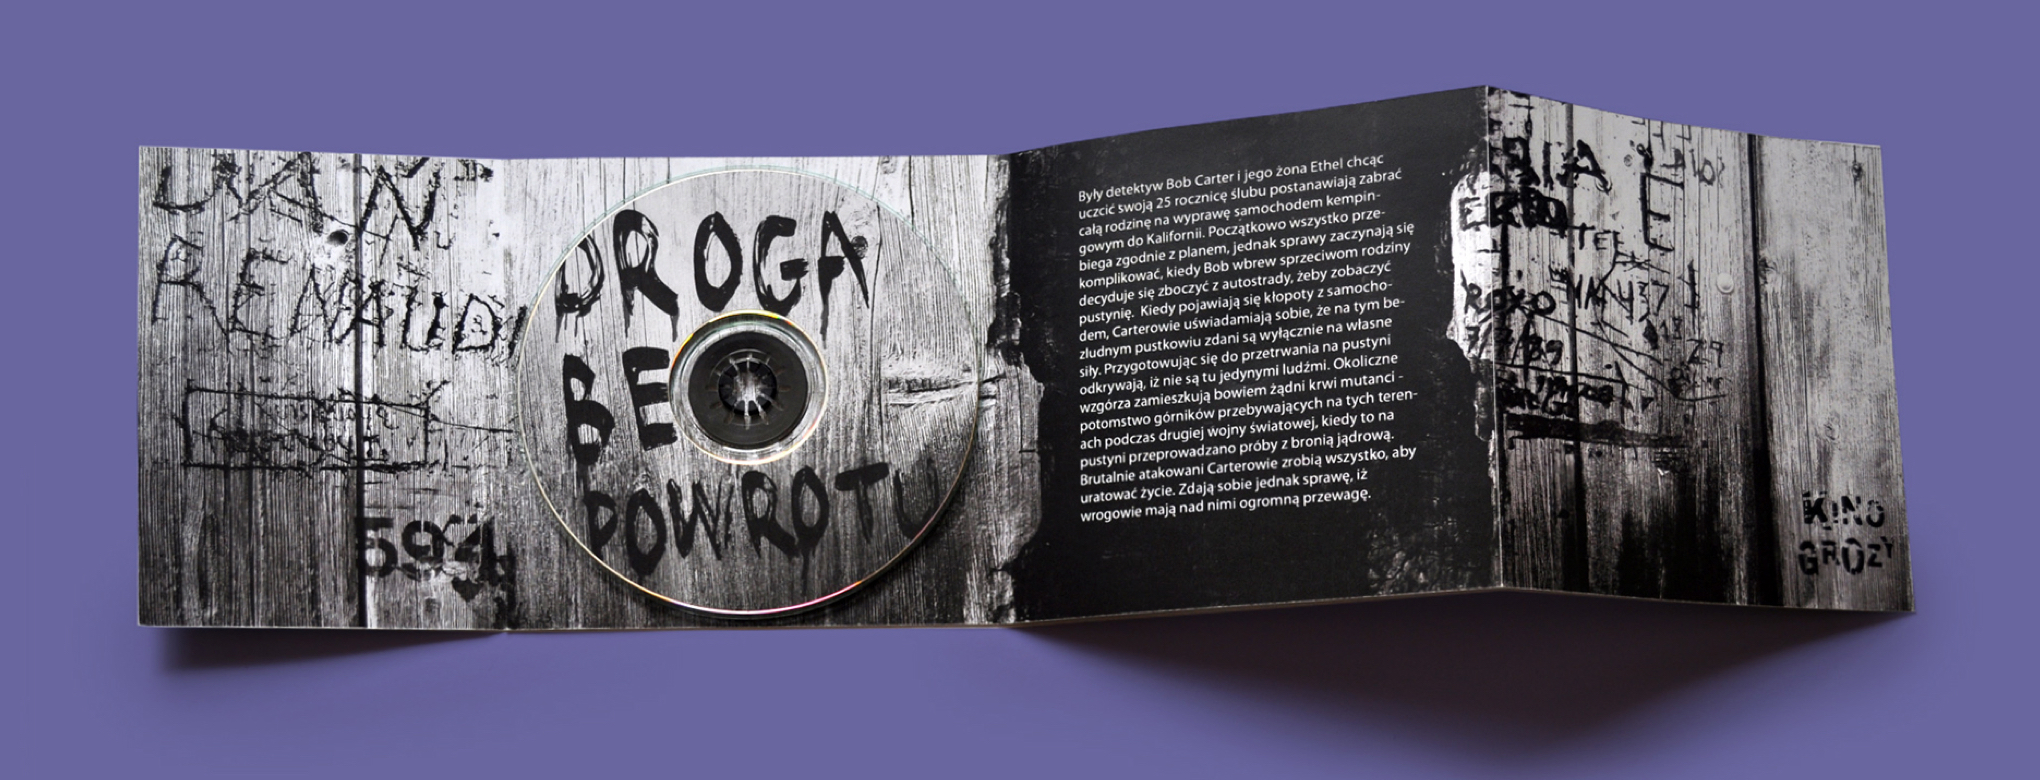 JAN
RENAUD
594
DROGA
BE
POWROTU
Były detektyw Bob Carter i jego żona Ethel chcąc
uczcić swoją 25 rocznicę ślubu postanawiają zabrać
całą rodzinę na wyprawę samochodem kempin-
gowym do Kalifornii. Początkowo wszystko prze-
biega zgodnie z planem, jednak sprawy zaczynają się
komplikować, kiedy Bob wbrew sprzeciwom rodziny
decyduje się zboczyć z autostrady, żeby zobaczyć
pustynię. Kiedy pojawiają się kłopoty z samocho-
dem, Carterowie uświadamiają sobie, że na tym be-
zludnym pustkowiu zdani są wyłącznie na własne
siły. Przygotowując się do przetrwania na pustyni
odkrywają, iż nie są tu jedynymi ludźmi. Okoliczne
wzgórza zamieszkują bowiem żądni krwi mutanci -
potomstwo górników przebywających na tych teren-
ach podczas drugiej wojny światowej, kiedy to na
pustyni przeprowadzano próby z bronią jądrową.
Brutalnie atakowani Carterowie zrobią wszystko, aby
uratować życie. Zdają sobie jednak sprawę, iż
wrogowie mają nad nimi ogromną przewagę.
ROXO
KINO
GROZY